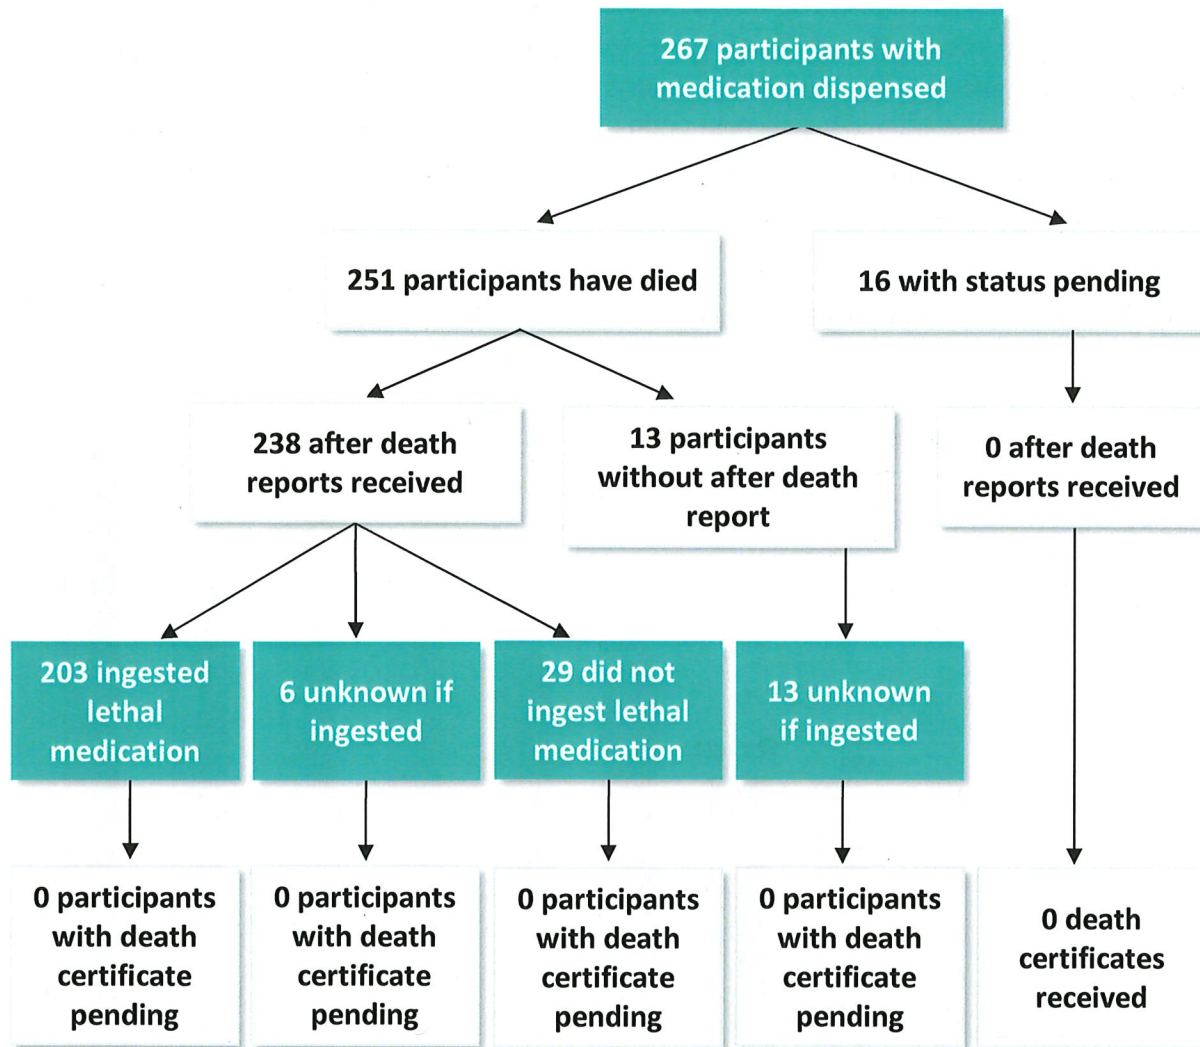 267 participants with
medication dispensed
251 participants have died
16 with status pending
238 after death
reports received
13 participants
without after death
report
0 after death
reports received
203 ingested
lethal
medication
6 unknown if
ingested
29 did not
ingest lethal
medication
13 unknown
if ingested
0 participants
with death
certificate
pending
0 participants
with death
certificate
pending
0 participants
with death
certificate
pending
0 participants
with death
certificate
pending
0 death
certificates
received